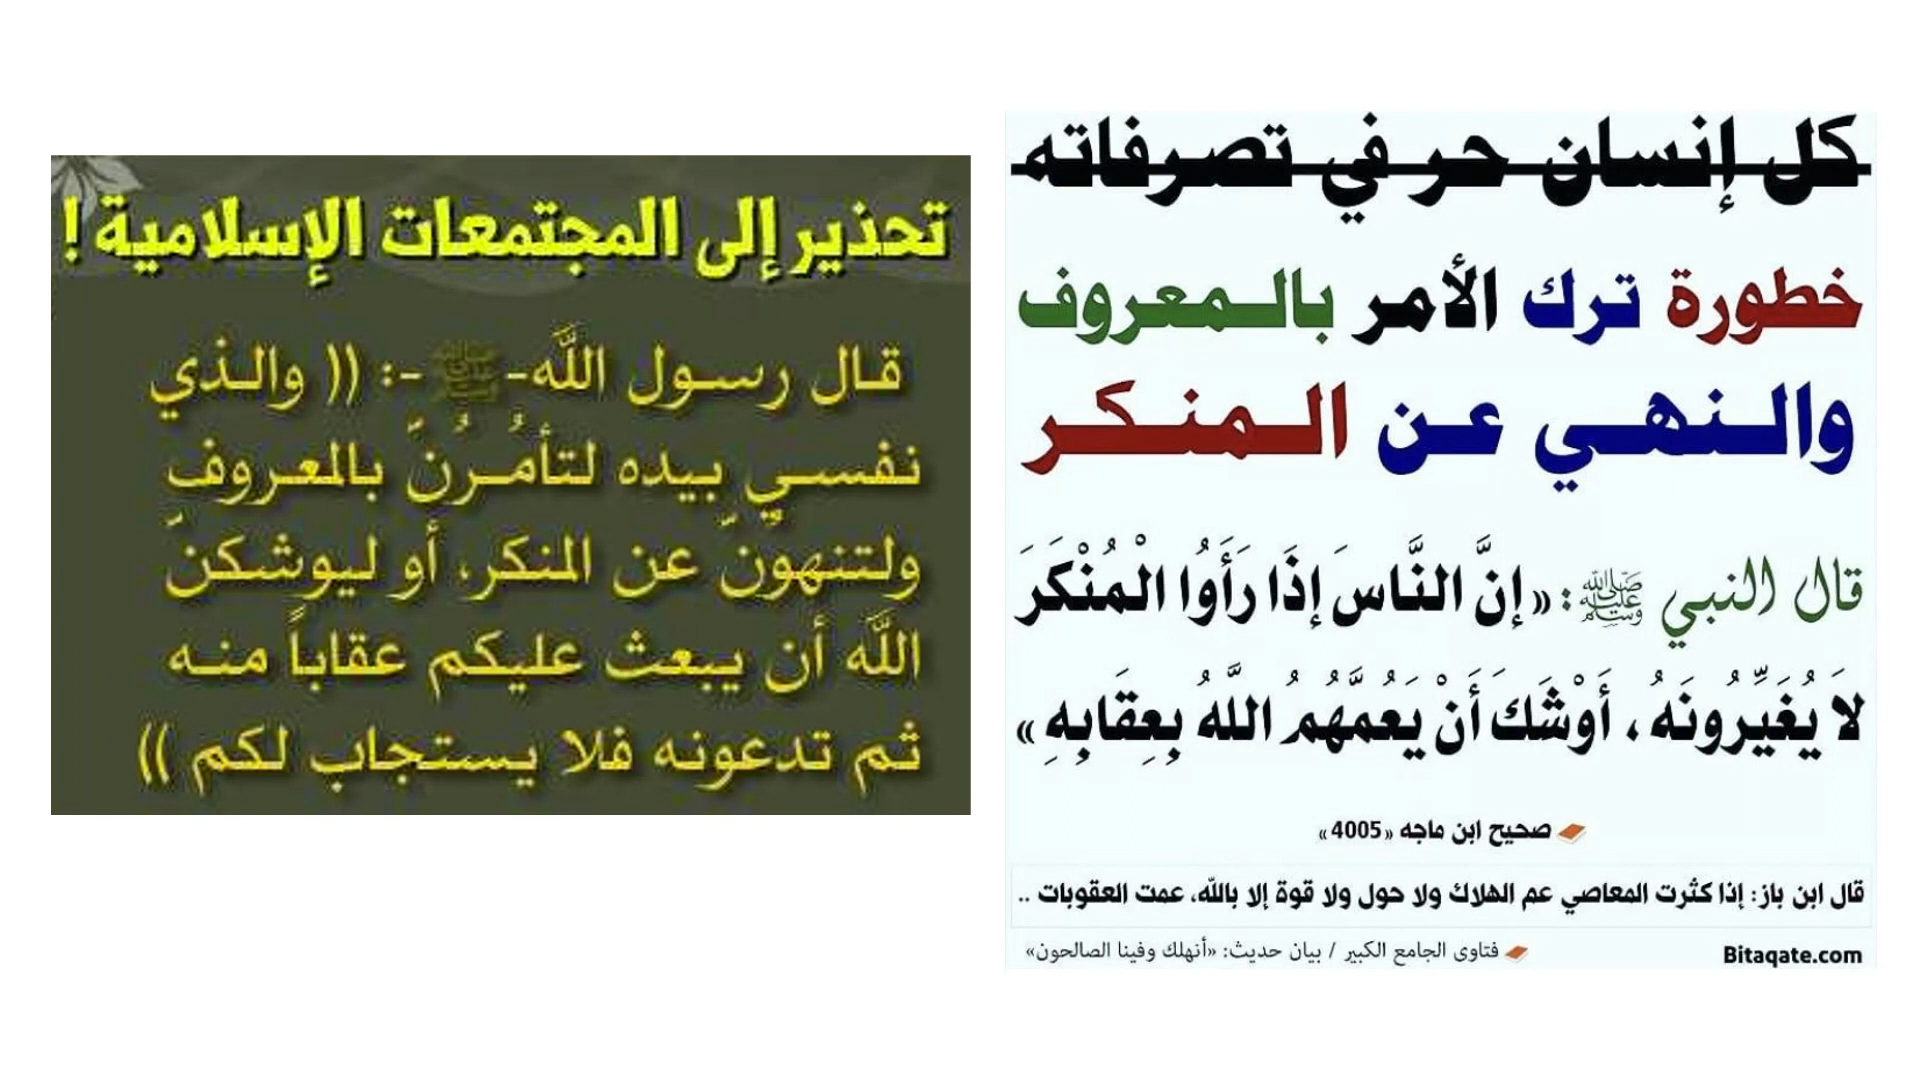 تحذير إلى المجتمعات الإسلامية !
قال رسول اللَّه- ﷺ -: (( والذي
نفسي بيده لتأمُرُنَّ بالمعروف
ولتنهونَّ عن المنكر، أو ليوشكنَّ
اللَّه أن يبعث عليكم عقاباً منه
ثم تدعونه فلا يستجاب لكم ))
كل إنسان حر في تصرفاته
خطورة ترك الأمر بالمعروف
والنهي عن المنكر
قال النبي ﷺ : « إِنَّ النَّاسَ إِذَا رَأَوُا الْمُنْكَرَ
لاَ يُغَيِّرُونَهُ ، أَوْشَكَ أَنْ يَعُمَّهُمُ اللَّهُ بِعِقَابِهِ »
صحيح ابن ماجه « 4005 »
قال ابن باز: إذا كثرت المعاصي عم الهلاك ولا حول ولا قوة إلا بالله، عمت العقوبات ..
فتاوى الجامع الكبير / بيان حديث: «أنهلك وفينا الصالحون»
Bitaqate.com